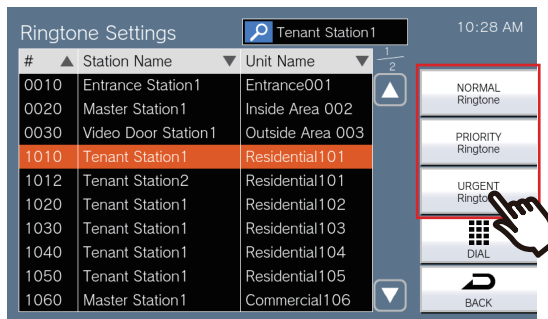 Ringtone Settings
Tenant Station1
10:28 AM
# Station Name Unit Name
1
2
0010 Entrance Station1 Entrance001
0020 Master Station1 Inside Area 002
0030 Video Door Station1 Outside Area 003
1010 Tenant Station1 Residential101
1012 Tenant Station2 Residential101
1020 Tenant Station1 Residential102
1030 Tenant Station1 Residential103
1040 Tenant Station1 Residential104
1050 Tenant Station1 Residential105
1060 Master Station1 Commercial106
NORMAL
Ringtone
PRIORITY
Ringtone
URGENT
Ringtone
DIAL
BACK